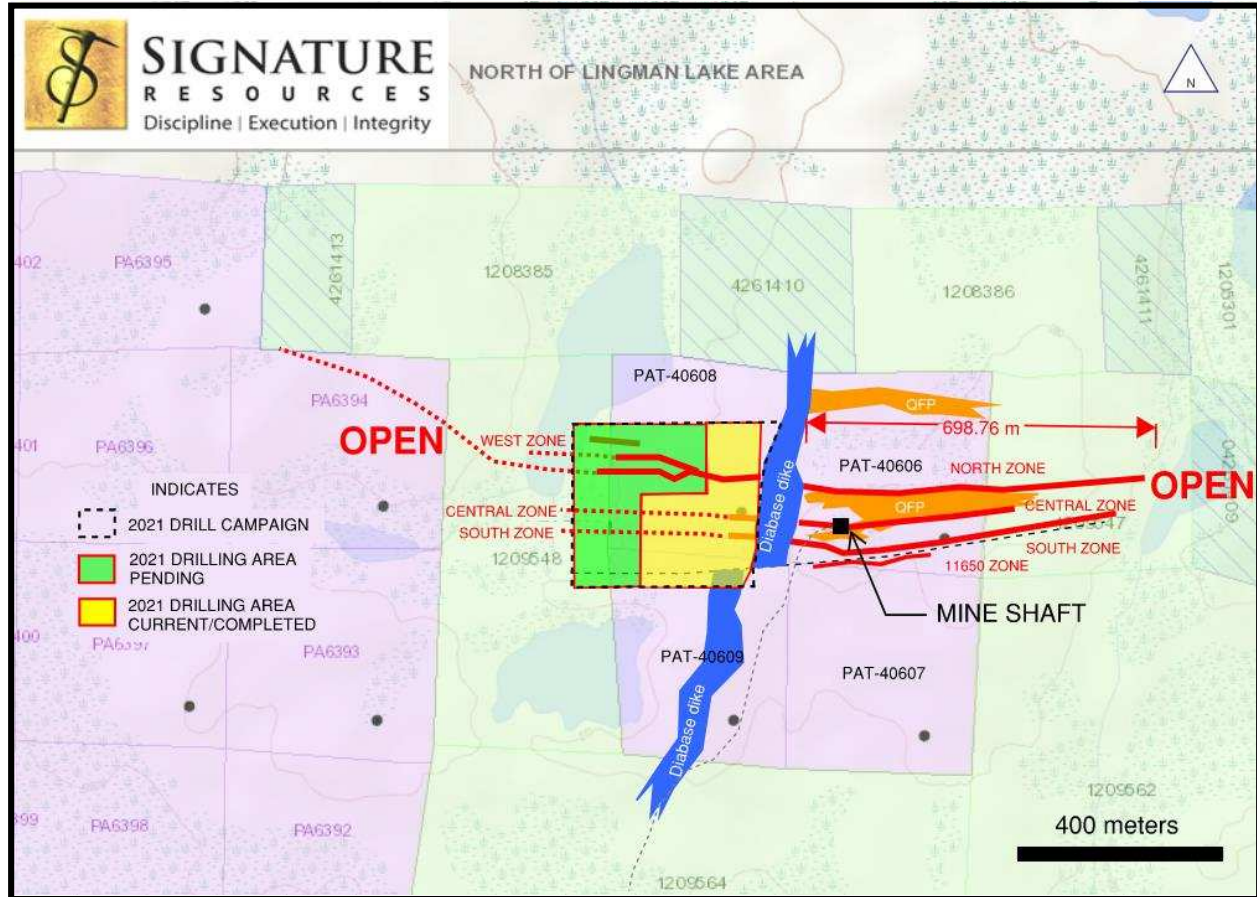 SIGNATURE
RESOURCES
Discipline | Execution | Integrity
NORTH OF LINGMAN LAKE AREA
N
402
PA6395
4261413
1208385
4261410
1208386
4261411
1205301
PAT-40608
PA6394
QFP
698.76 m
401
PA6396
OPEN
WEST ZONE
PAT-40606
NORTH ZONE
OPEN
INDICATES
2021 DRILL CAMPAIGN
2021 DRILLING AREA
PENDING
2021 DRILLING AREA
CURRENT/COMPLETED
CENTRAL ZONE
SOUTH ZONE
QFP
Diabase dike
CENTRAL ZONE
SOUTH ZONE
1209548
11650 ZONE
MINE SHAFT
400
PA6397
PA6393
PAT-40609
PAT-40607
Diabase dike
1209562
400 meters
399
PA6398
PA6392
1209564